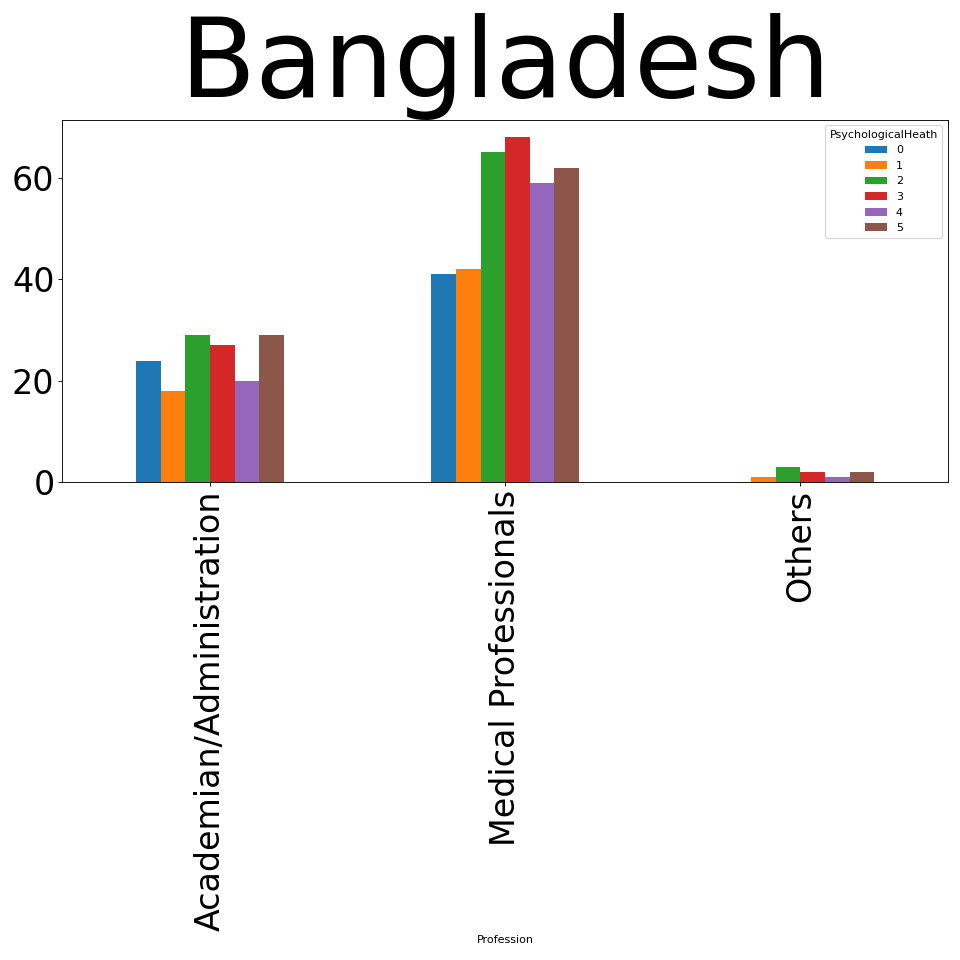 Bangladesh
PsychologicalHeath
0
1
2
3
4
5
60
40
20
0
Academian/Administration
Medical Professionals
Others
Profession